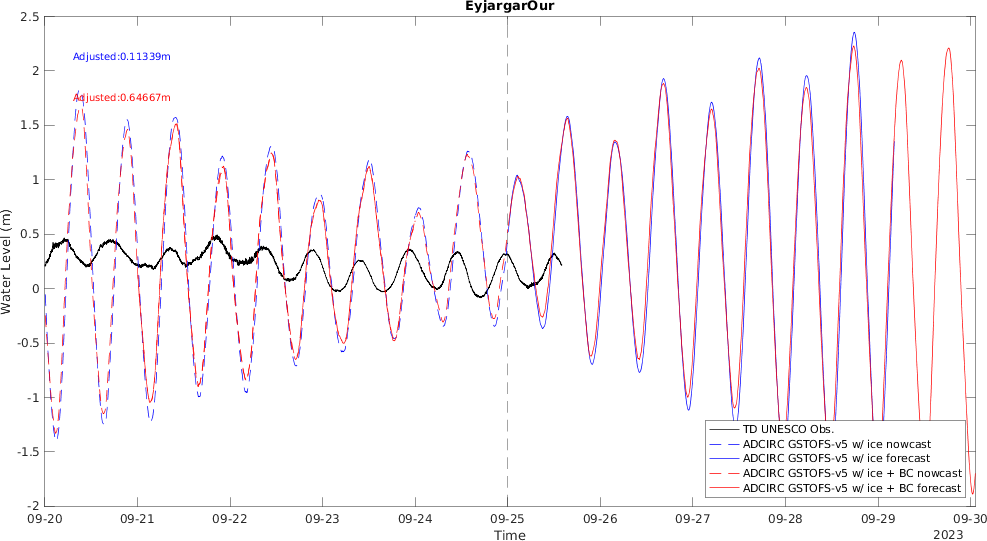 EyjargarOur
Adjusted:0.11339m
Adjusted:0.64667m
2.5
2
1.5
1
0.5
0
-0.5
-1
-1.5
-2
Water Level (m)
TD UNESCO Obs.
ADCIRC GSTOFS-v5 w/ ice nowcast
ADCIRC GSTOFS-v5 w/ ice forecast
ADCIRC GSTOFS-v5 w/ ice + BC nowcast
ADCIRC GSTOFS-v5 w/ ice + BC forecast
09-20 09-21 09-22 09-23 09-24 09-25 09-26 09-27 09-28 09-29 09-30
Time
2023